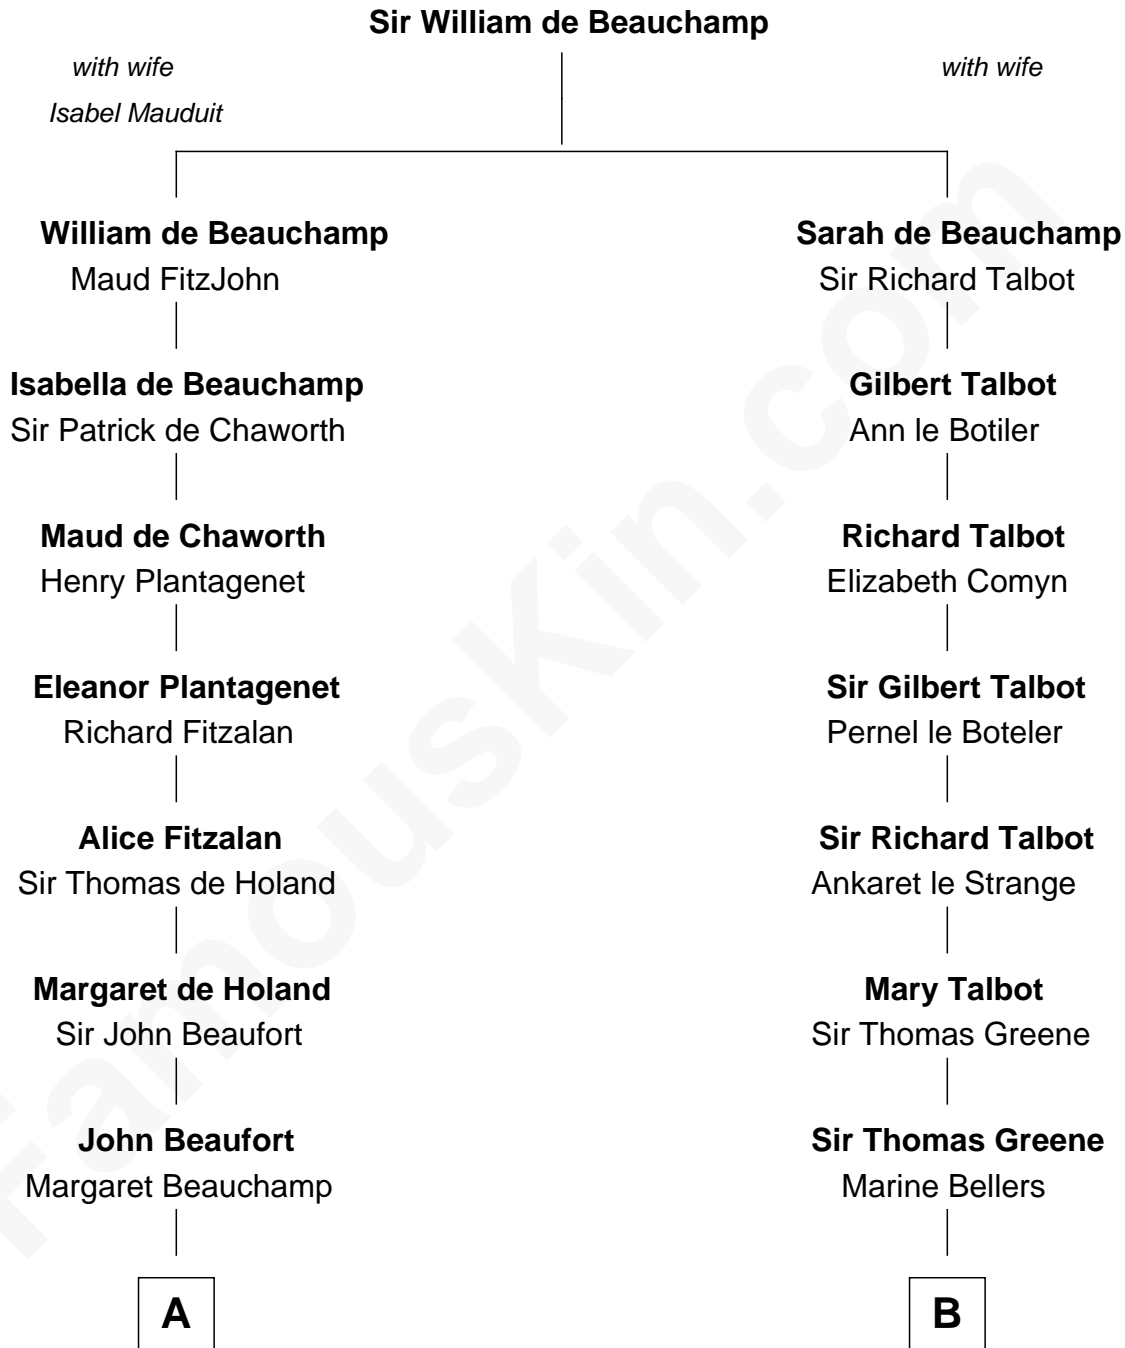 Sir William de Beauchamp
with wife
Isabel Mauduit
with wife
William de Beauchamp
Maud FitzJohn
Sarah de Beauchamp
Sir Richard Talbot
Isabella de Beauchamp
Sir Patrick de Chaworth
Gilbert Talbot
Ann le Botiler
Maud de Chaworth
Henry Plantagenet
Richard Talbot
Elizabeth Comyn
Eleanor Plantagenet
Richard Fitzalan
Sir Gilbert Talbot
Pernel le Boteler
Alice Fitzalan
Sir Thomas de Holand
Sir Richard Talbot
Ankaret le Strange
Margaret de Holand
Sir John Beaufort
Mary Talbot
Sir Thomas Greene
John Beaufort
Margaret Beauchamp
Sir Thomas Greene
Marine Bellers
A
B
FamousKin.com